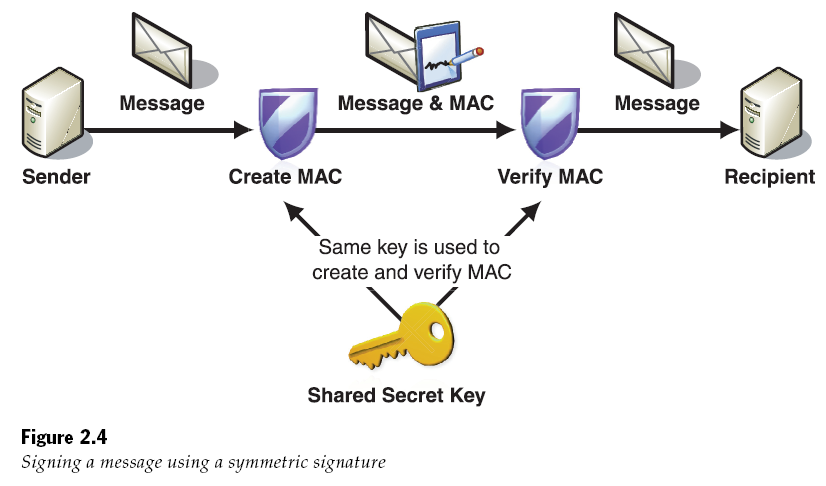 Message
Message & MAC
Message
Sender
Create MAC
Verify MAC
Recipient
Same key is used to
create and verify MAC
Shared Secret Key
Figure 2.4
Signing a message using a symmetric signature